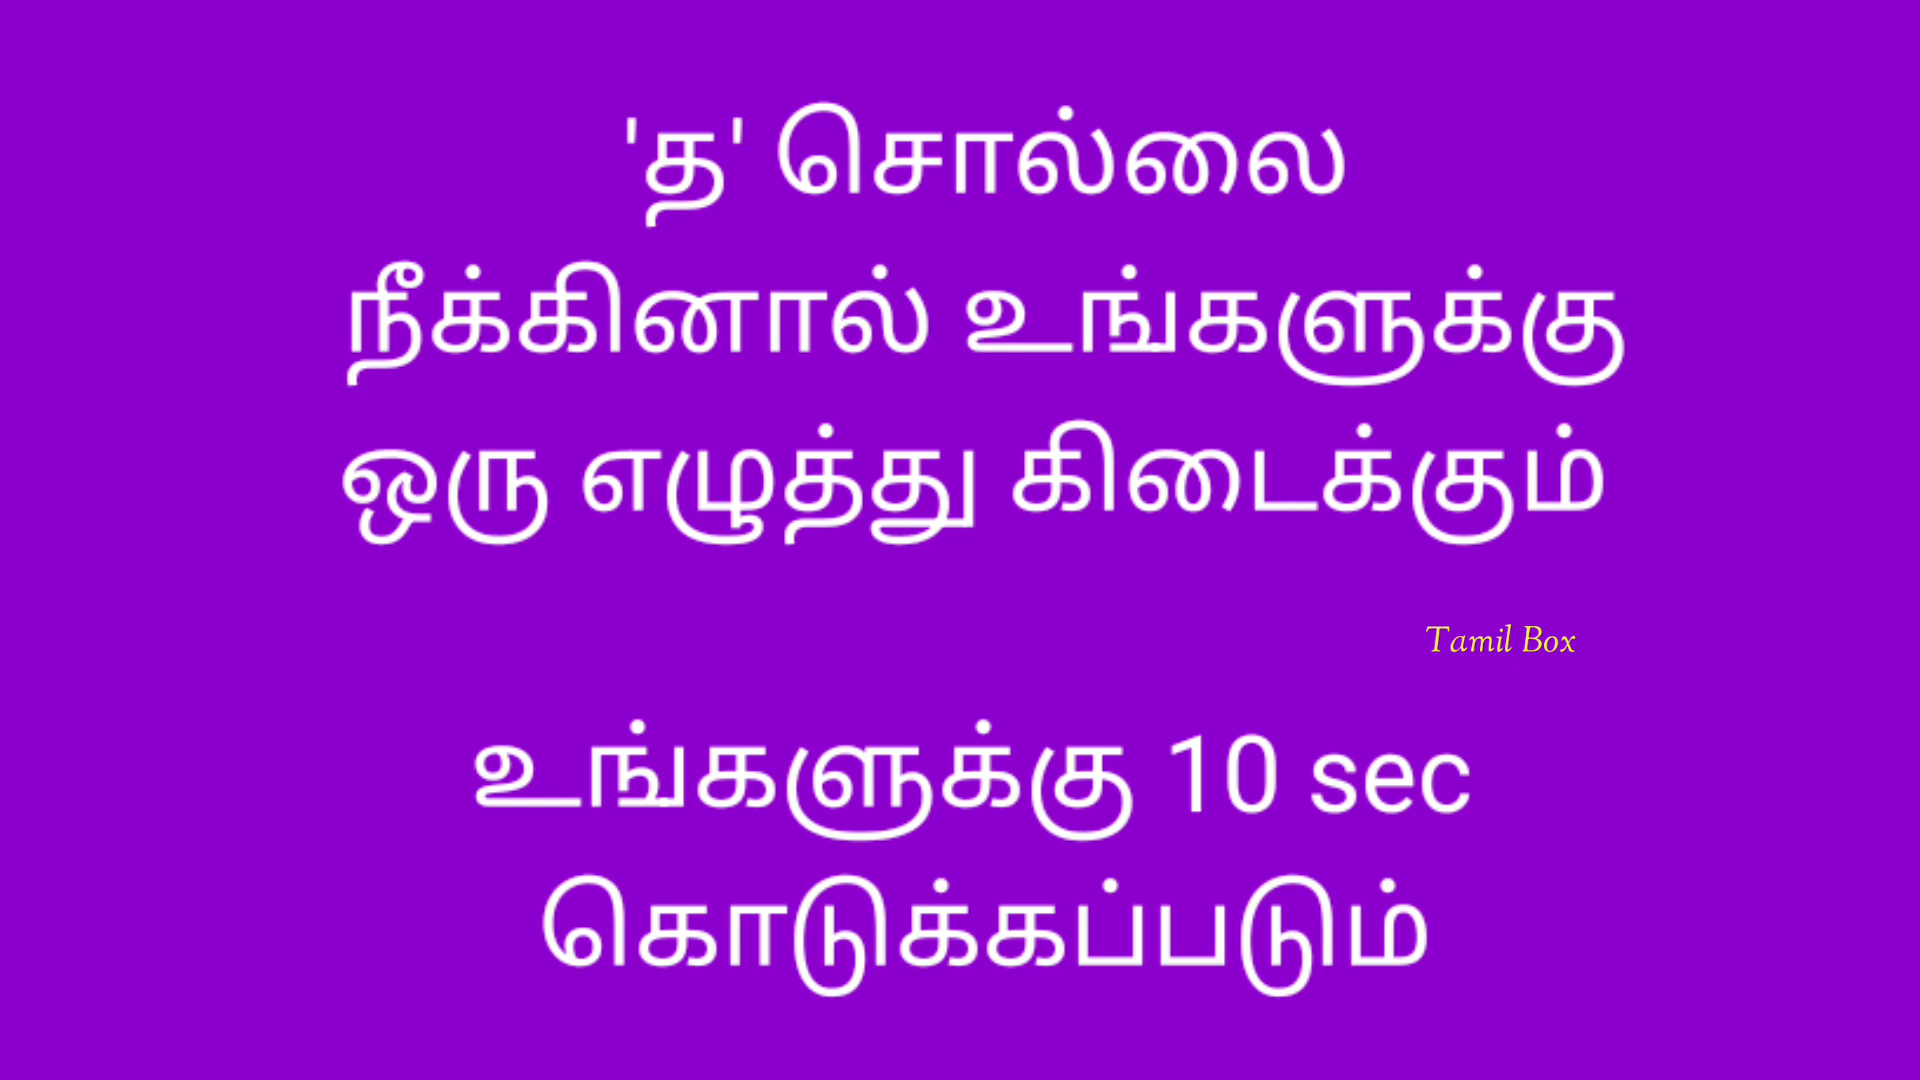 'த' சொல்லை
நீக்கினால் உங்களுக்கு
ஒரு எழுத்து கிடைக்கும்
Tamil Box
உங்களுக்கு 10 sec
கொடுக்கப்படும்